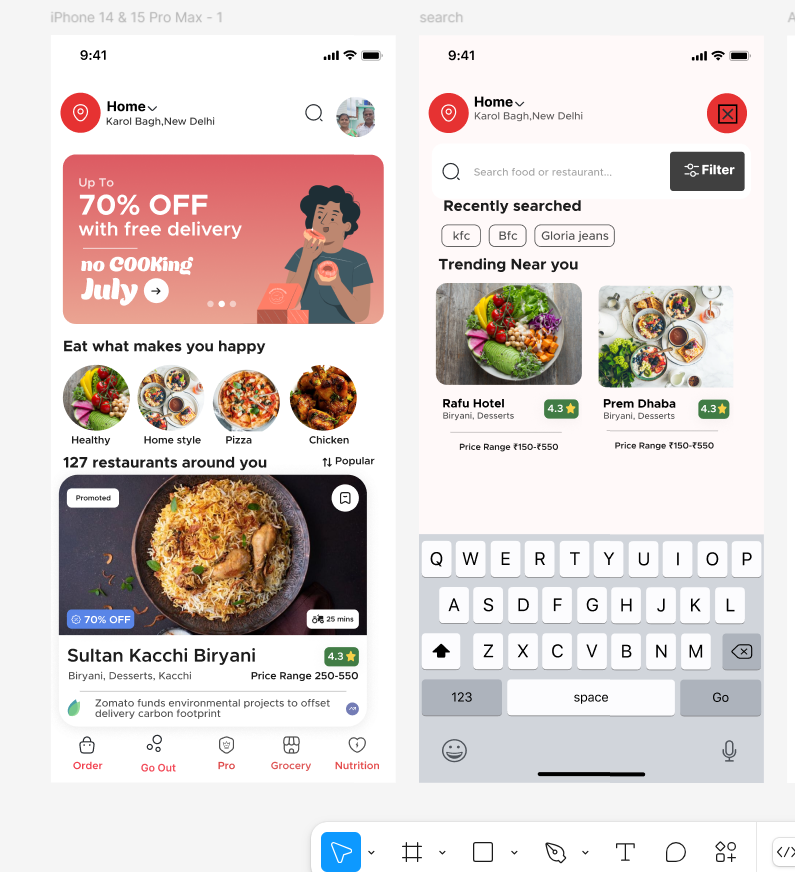 iPhone 14 & 15 Pro Max - 1
9:41
Home
Karol Bagh,New Delhi
Up To
70% OFF
with free delivery
no COOKing
July
Eat what makes you happy
Healthy
Home style
Pizza
Chicken
127 restaurants around you
Popular
Promoted
70% OFF
25 mins
Sultan Kacchi Biryani
4.3
Biryani, Desserts, Kacchi
Price Range 250-550
Zomato funds environmental projects to offset
delivery carbon footprint
Order
Go Out
Pro
Grocery
Nutrition
search
9:41
Home
Karol Bagh,New Delhi
Search food or restaurant...
Filter
Recently searched
kfc
Bfc
Gloria jeans
Trending Near you
Rafu Hotel
4.3
Biryani, Desserts
Price Range ₹150-₹550
Prem Dhaba
4.3
Biryani, Desserts
Price Range ₹150-₹550
Q W E R T Y U I O P
A S D F G H J K L
Z X C V B N M
123 space Go